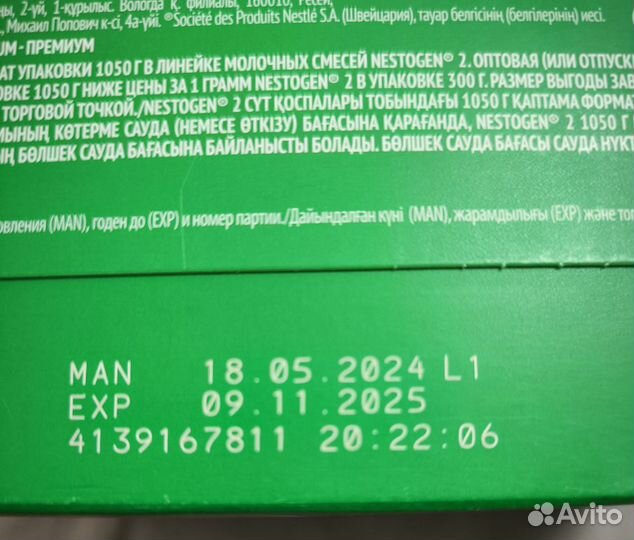 ны, 2-үй, 1-құрылыс. Вологда қ. филиалы, 160010, Ресей,
, Михаил Попович к-сі, 4а-үйі. ®Société des Produits Nestlé S.A. (Швейцария), тауар белгісінің (белгілерінің) иесі.
UM - ПРЕМИУМ
АТ УПАКОВКИ 1050 Г В ЛИНЕЙКЕ МОЛОЧНЫХ СМЕСЕЙ NESTOGEN® 2. ОПТОВАЯ (ИЛИ ОТПУСК
ОВКЕ 1050 Г НИЖЕ ЦЕНЫ ЗА 1 ГРАММ NESTOGEN® 2 В УПАКОВКЕ 300 Г. РАЗМЕР ВЫГОДЫ ЗАВ
ТОРГОВОЙ ТОЧКОЙ./NESTOGEN® 2 СҮТ ҚОСПАЛАРЫ ТОБЫНДАҒЫ 1050 Г ҚАПТАМА ФОРМА
МЫНЫҢ КӨТЕРМЕ САУДА (НЕМЕСЕ ӨТКІЗУ) БАҒАСЫНА ҚАРАҒАНДА, NESTOGEN® 2 1050 Г
Ң БӨЛШЕК САУДА БАҒАСЫНА БАЙЛАНЫСТЫ БОЛАДЫ. БӨЛШЕК САУДА БАҒАСЫ САУДА НҮКТ
овления (MAN), годен до (EXP) и номер партии./Дайындалған күні (MAN), жарамдылығы (EXP) және то
MAN 18.05.2024 L1
EXP 09.11.2025
4139167811 20:22:06
Avito